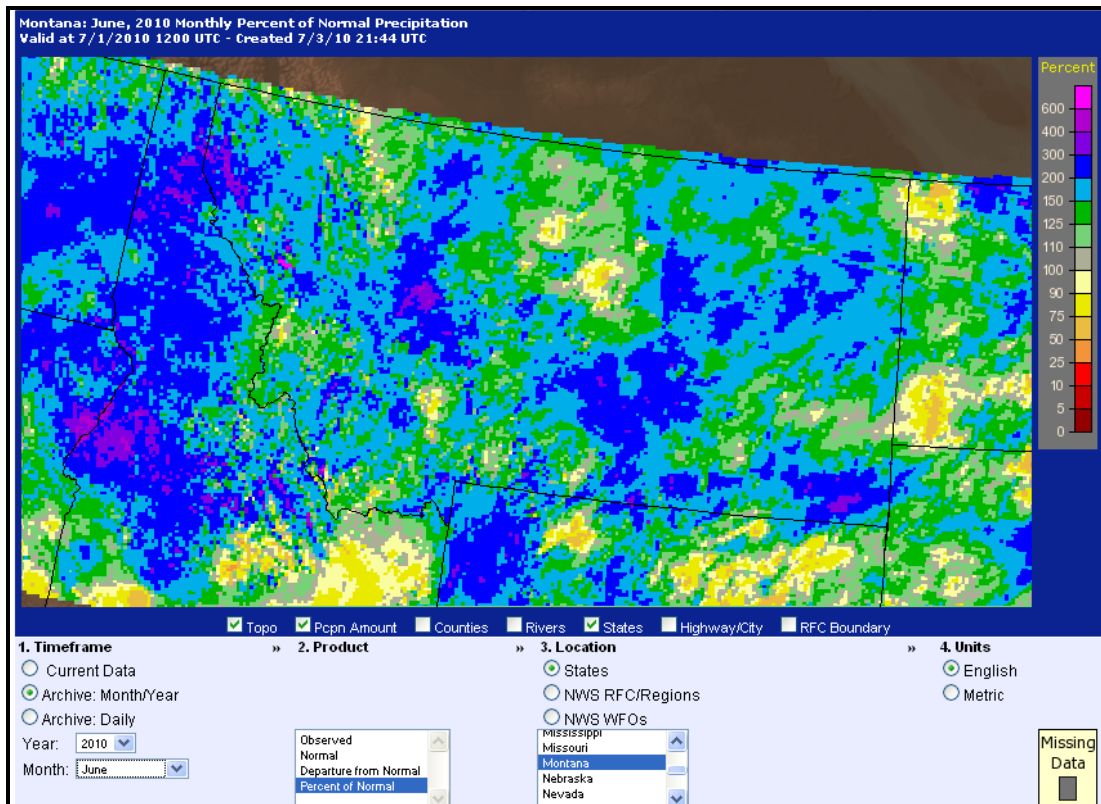 Montana: June, 2010 Monthly Percent of Normal Precipitation
Valid at 7/1/2010 1200 UTC - Created 7/3/10 21:44 UTC
Percent
600
400
300
200
150
125
110
100
90
75
50
25
10
5
0
Topo Pcpn Amount Counties Rivers States Highway/City RFC Boundary
1. Timeframe » 2. Product » 3. Location » 4. Units
Current Data
Archive: Month/Year
Archive: Daily
Year: 2010
Month: June
Observed
Normal
Departure from Normal
Percent of Normal
States
NWS RFC/Regions
NWS WFOs
Mississippi
Missouri
Montana
Nebraska
Nevada
English
Metric
Missing
Data